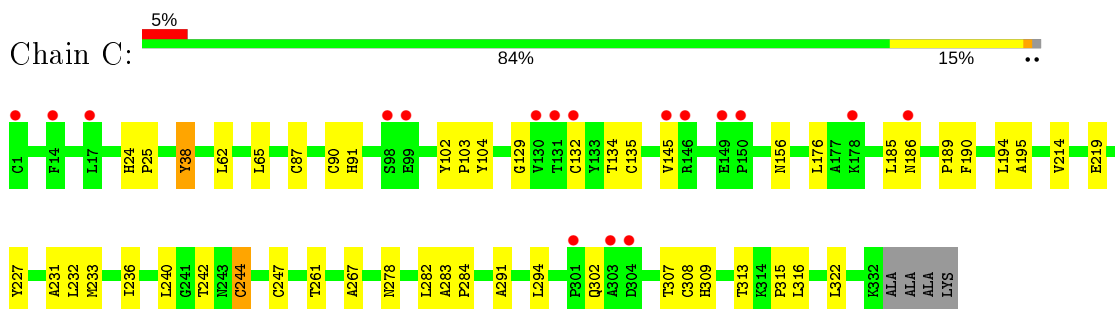 5%
Chain C:
84% 15% ••
C1 F14 L17 H24 P25 Y38 L62 L65 C87 C90 H91 S98 E99 Y102 P103 Y104 G129 V130 T131 C132 Y133 T134 C135 V145 R146 E149 P150 N156 L176 A177 K178 L185 N186 P189 F190 L194 A195 V214 E219
Y227 A231 L232 M233 I236 L240 G241 T242 N243 C244 C247 T261 A267 N278 L282 A283 P284 A291 L294 P301 Q302 A303 D304 T307 C308 H309 T313 K314 P315 L316 L322 K332 ALA ALA ALA LYS